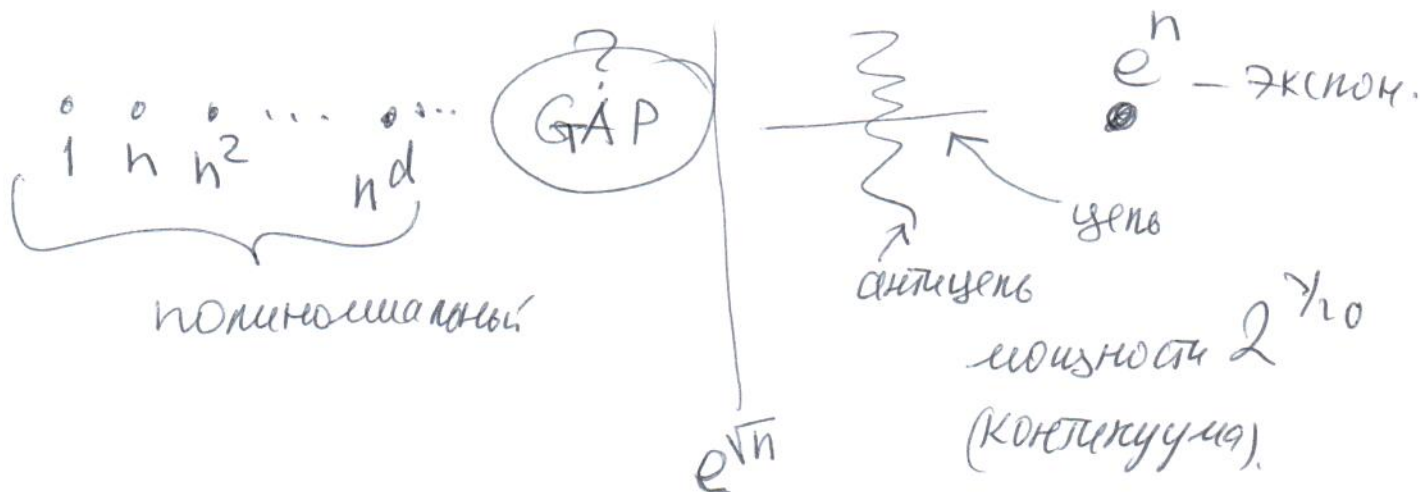 1 n n² ... n^d ...
полиномиальный
?
GAP
e^√n
цепь
антицепь
мощности 2^ℵ0
(континуума).
e^n – экспон.